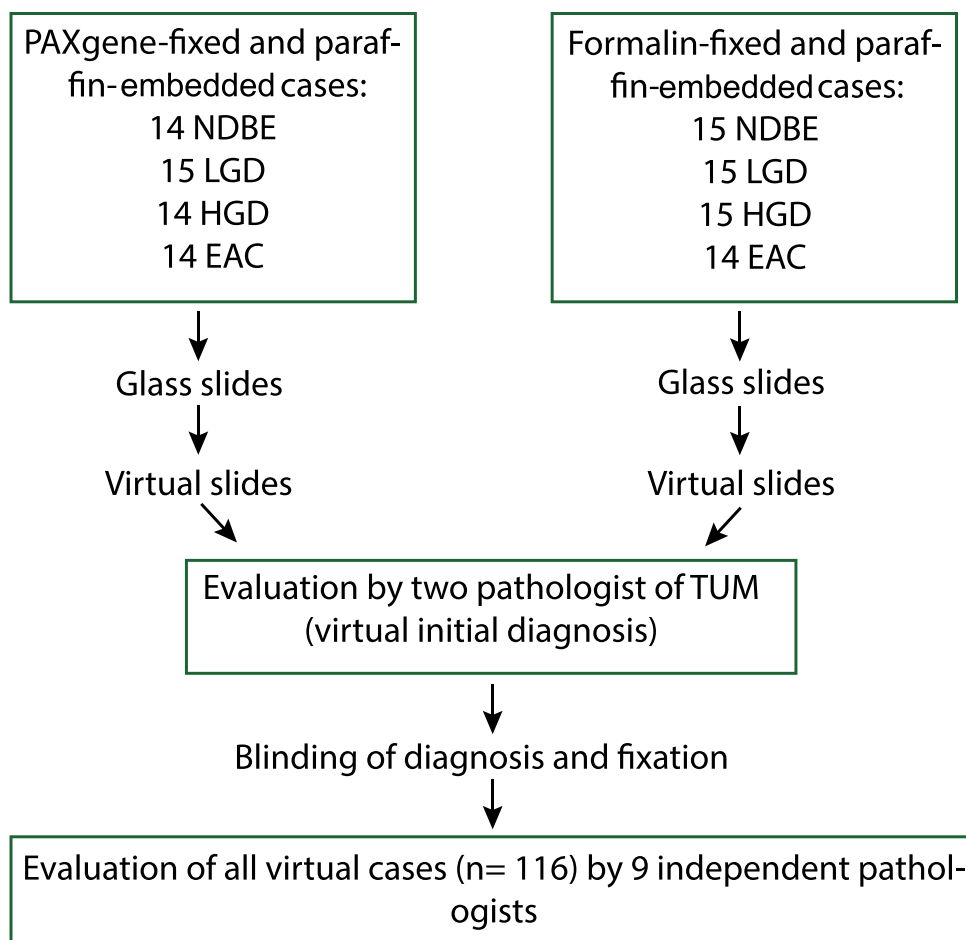 PAXgene-fixed and paraf-
fin-embedded cases:
14 NDBE
15 LGD
14 HGD
14 EAC
Glass slides
Virtual slides
Formalin-fixed and paraf-
fin-embedded cases:
15 NDBE
15 LGD
15 HGD
14 EAC
Glass slides
Virtual slides
Evaluation by two pathologist of TUM
(virtual initial diagnosis)
Blinding of diagnosis and fixation
Evaluation of all virtual cases (n= 116) by 9 independent pathol-
ogists